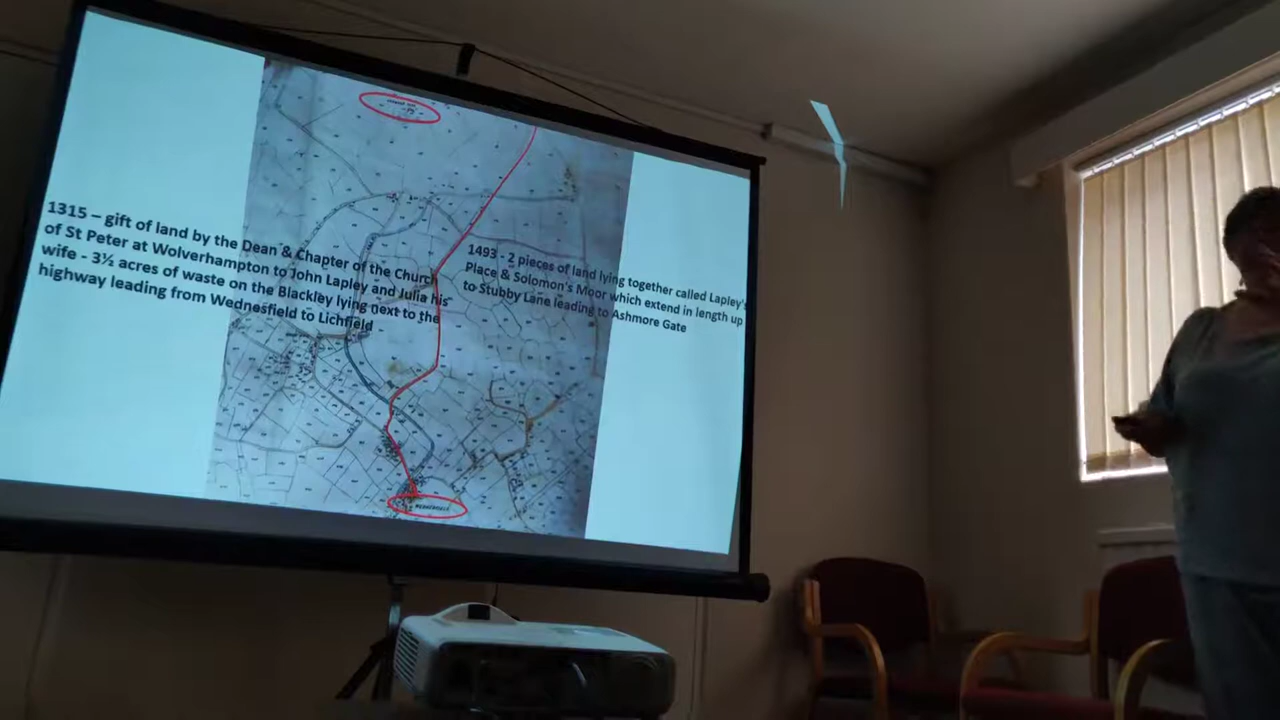 1315 – gift of land by the Dean & Chapter of the Church
of St Peter at Wolverhampton to John Lapley and Julia his
wife - 3½ acres of waste on the Blackley lying next to the
highway leading from Wednesfield to Lichfield
1493 - 2 pieces of land lying together called Lapley's
Place & Solomon's Moor which extend in length up
to Stubby Lane leading to Ashmore Gate